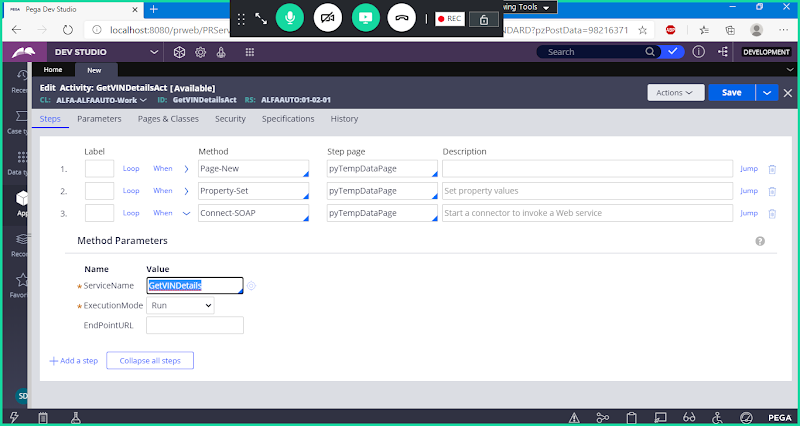 Pega Dev Studio
REC
ving Tools
localhost:8080/prweb/PRServ
NDARD?pzPostData=98216371
DEV STUDIO
Search
DEVELOPMENT
Home
New
Edit Activity: GetVINDetailsAct [Available]
CL: ALFA-ALFAAUTO-Work ID: GetVINDetailsAct RS: ALFAAUTO:01-02-01
Actions
Save
Steps Parameters Pages & Classes Security Specifications History
Recen
Case ty
Data ty
App
Recor
Favori
SD
Label Method Step page Description
1. Loop When Page-New pyTempDataPage Jump
2. Loop When Property-Set pyTempDataPage Set property values Jump
3. Loop When Connect-SOAP pyTempDataPage Start a connector to invoke a Web service Jump
Method Parameters
Name Value
*ServiceName GetVINDetails
*ExecutionMode Run
EndPointURL
+ Add a step Collapse all steps
PEGA